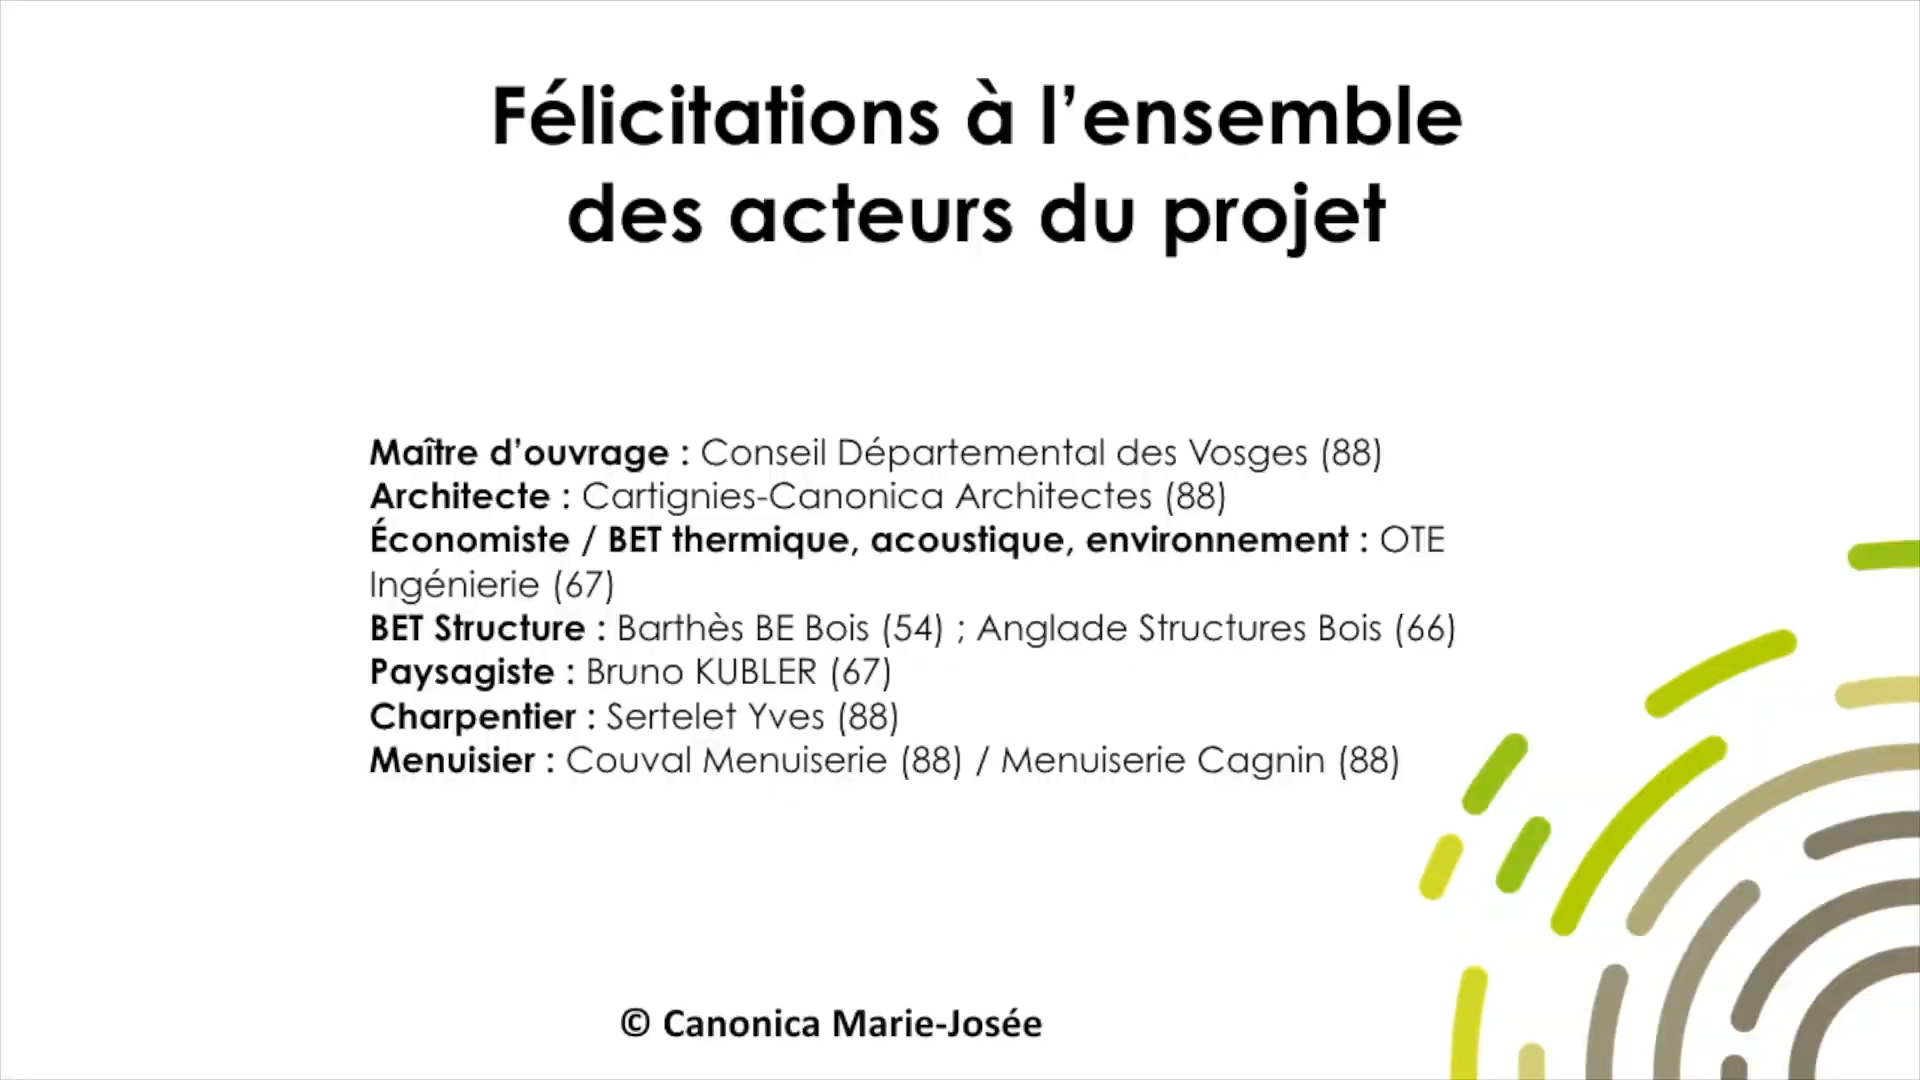 Félicitations à l’ensemble
des acteurs du projet
Maître d’ouvrage : Conseil Départemental des Vosges (88)
Architecte : Cartignies-Canonica Architectes (88)
Économiste / BET thermique, acoustique, environnement : OTE
Ingénierie (67)
BET Structure : Barthès BE Bois (54) ; Anglade Structures Bois (66)
Paysagiste : Bruno KUBLER (67)
Charpentier : Sertelet Yves (88)
Menuisier : Couval Menuiserie (88) / Menuiserie Cagnin (88)
© Canonica Marie-Josée